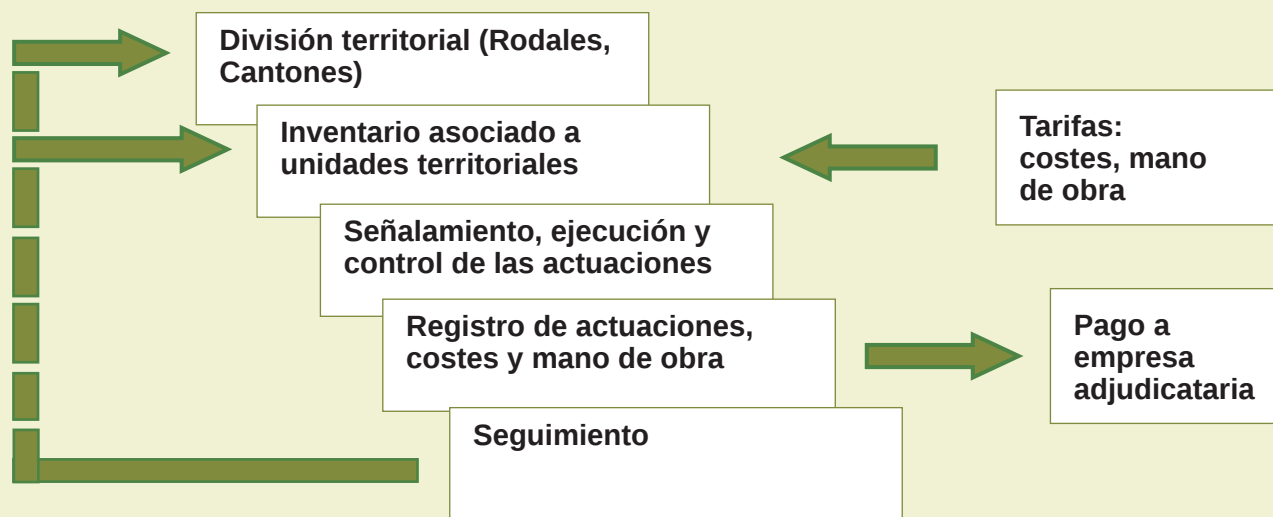 División territorial (Rodales,
Cantones)
Inventario asociado a
unidades territoriales
Tarifas:
costes, mano
de obra
Señalamiento, ejecución y
control de las actuaciones
Registro de actuaciones,
costes y mano de obra
Pago a
empresa
adjudicataria
Seguimiento